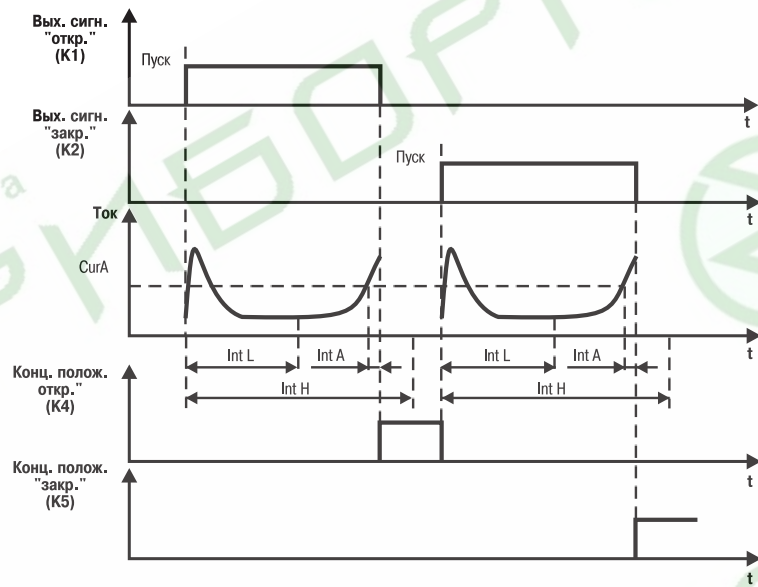 Вых. сигн.
"откр."
(К1)
Пуск
t
Вых. сигн.
"закр."
(К2)
Пуск
t
Ток
CurA
t
Int L
Int A
Int L
Int A
Int H
Int H
Конц. полож.
откр."
(К4)
t
Конц. полож.
"закр."
(К5)
t
а
ПРИБОР